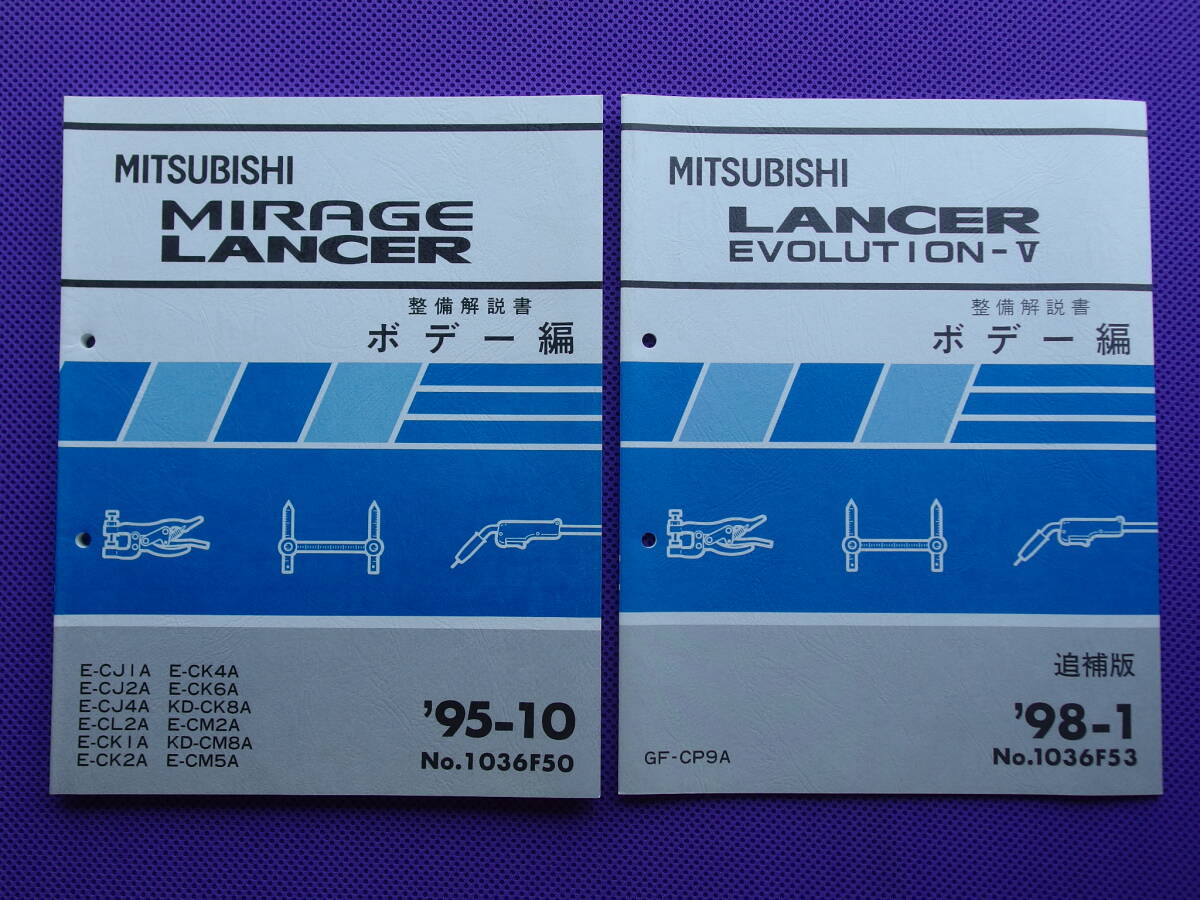 MITSUBISHI
MIRAGE
LANCER
整備解説書
ボデー編
E-CJ1A E-CK4A
E-CJ2A E-CK6A
E-CJ4A KD-CK8A
E-CL2A E-CM2A
E-CK1A KD-CM8A
E-CK2A E-CM5A
'95-10
No.1036F50
MITSUBISHI
LANCER
EVOLUTION-V
整備解説書
ボデー編
追補版
'98-1
GF-CP9A
No.1036F53